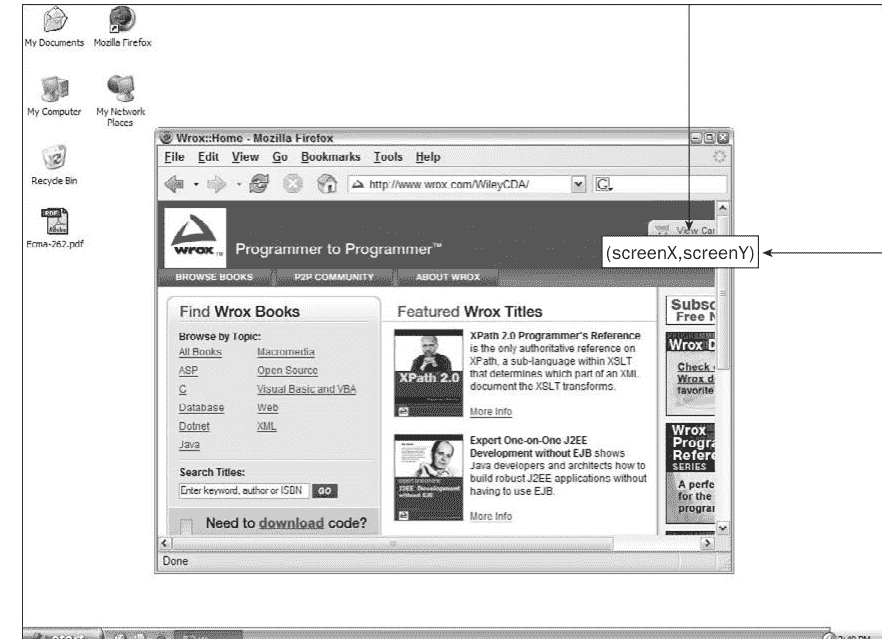 My Documents
Mozilla Firefox
My Computer
My Network Places
Recycle Bin
Ecma-262.pdf
Wrox::Home - Mozilla Firefox
File Edit View Go Bookmarks Tools Help
http://www.wrox.com/WileyCDA/
G
wrox™ Programmer to Programmer™
View Car
(screenX,screenY)
BROWSE BOOKS P2P COMMUNITY ABOUT WROX
Find Wrox Books
Browse by Topic:
All Books Macromedia
ASP Open Source
C Visual Basic and VBA
Database Web
Dotnet XML
Java
Search Titles:
Enter keyword, author or ISBN GO
Need to download code?
Featured Wrox Titles
XPath 2.0
XPath 2.0 Programmer's Reference
is the only authoritative reference on
XPath, a sub-language within XSLT
that determines which part of an XML
document the XSLT transforms.
More Info
J2EE Development
without EJB
Expert One-on-One J2EE
Development without EJB shows
Java developers and architects how to
build robust J2EE applications without
having to use EJB.
More Info
Subsc
Free N
Wrox D
Check
Wrox d
favorite
Wrox
Progra
Refere
SERIES
A perfe
for the
progra
Done